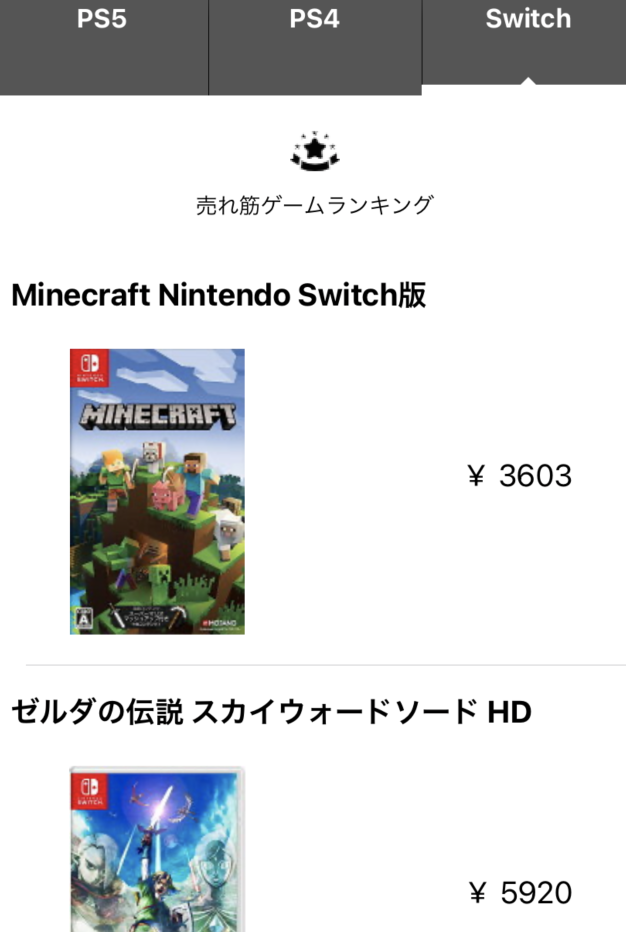 PS5
PS4
Switch
売れ筋ゲームランキング
Minecraft Nintendo Switch版
NINTENDO
SWITCH
MINECRAFT
A
MOJANG
¥ 3603
ゼルダの伝説 スカイウォードソード HD
NINTENDO
SWITCH
¥ 5920